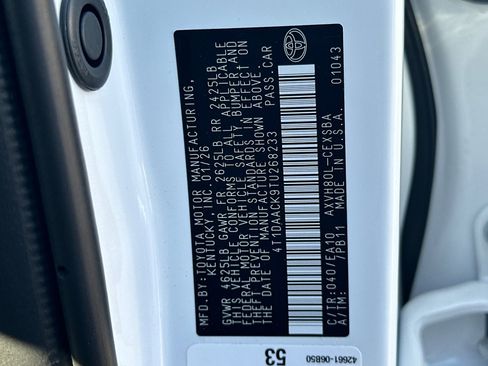 MFD. BY: TOYOTA MOTOR MANUFACTURING,
KENTUCKY, INC. 01/26
GVWR 4625LB GAWR FR 2625LB RR 2425LB
THIS VEHICLE CONFORMS TO ALL APPLICABLE
FEDERAL MOTOR VEHICLE SAFETY, BUMPER, AND
THEFT PREVENTION STANDARDS IN EFFECT ON
THE DATE OF MANUFACTURE SHOWN ABOVE.
4T1DAACK9TU268233 PASS.CAR
C/TR:040/EA10 AXVH80L-CEXSBA
A/TM: /PB11 MADE IN U.S.A. 01043
42661-06B50
53